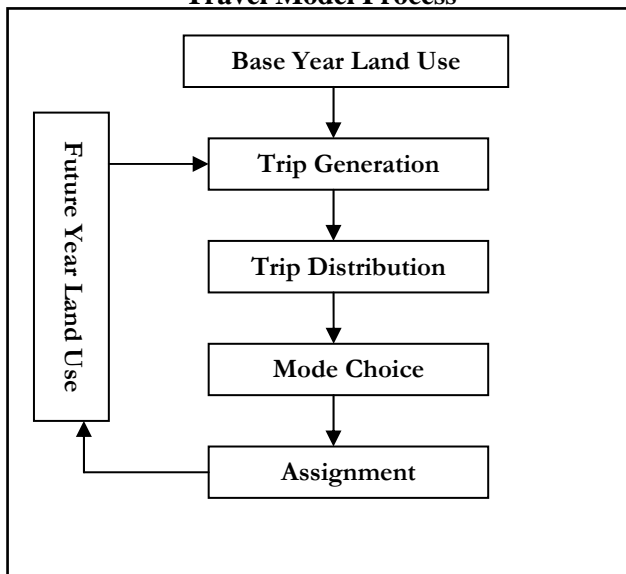 Travel Model Process
Base Year Land Use
Future Year Land Use
Trip Generation
Trip Distribution
Mode Choice
Assignment